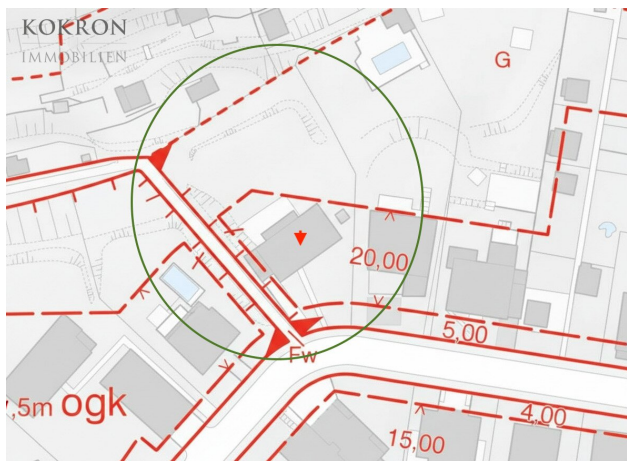 KOKRON
IMMOBILIEN
G
20,00
5,00
Fw
,5m ogk
4,00
15,00